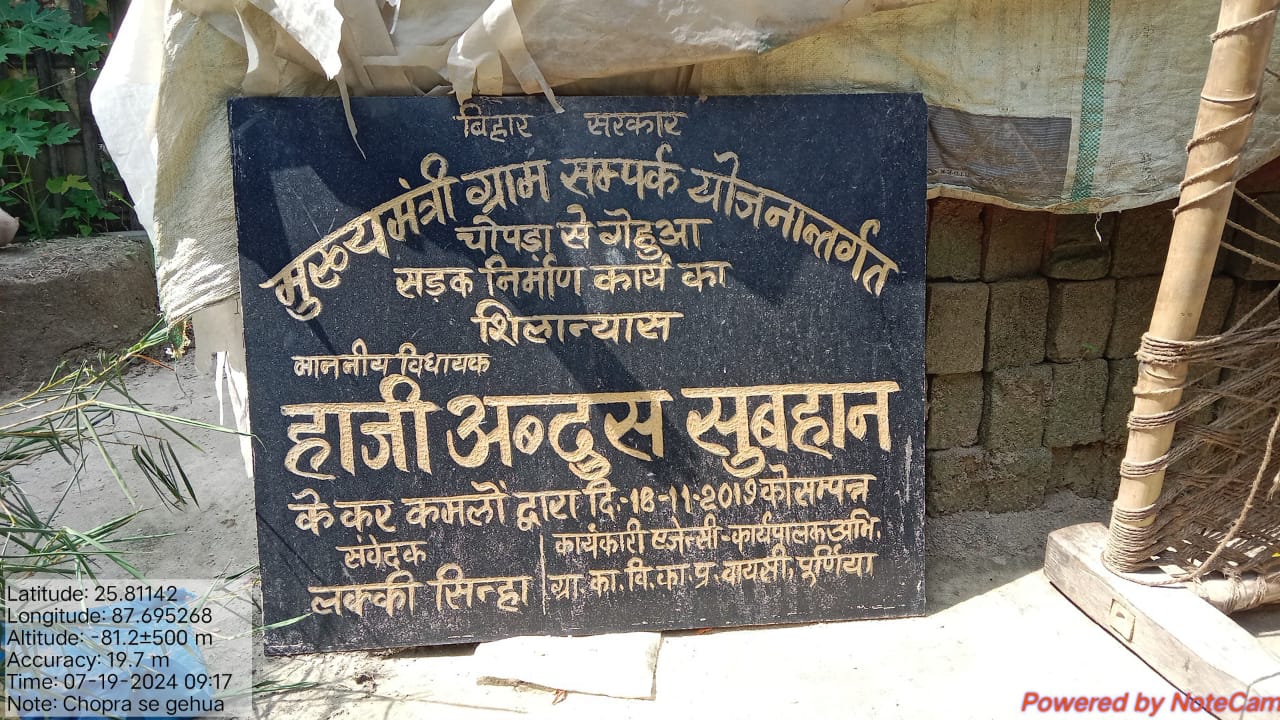 बिहार सरकार
मुख्यमंत्री ग्राम सम्पर्क योजनान्तर्गत
चोपड़ा से गेहुआ
सड़क निर्माण कार्य का
शिलान्यास
माननीय विधायक
हाजी अब्दुस सुबहान
के कर कमलों द्वारा दि:-18-11-2019 को सम्पन्न
संवेदक
लक्की सिन्हा
कार्यकारी एजेन्सी-कार्यपालक अभि.
ग्रा. का. वि. का. प्र. वायसी, पूर्णिया
Latitude: 25.81142
Longitude: 87.695268
Altitude: -81.2±500 m
Accuracy: 19.7 m
Time: 07-19-2024 09:17
Note: Chopra se gehua
Powered by NoteCam